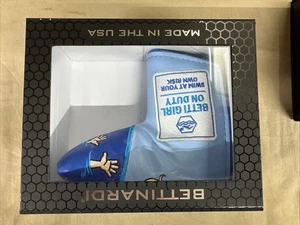 BETTINARDI
BETTI GIRL
ON DUTY
SWIM AT YOUR
OWN RISK
MADE IN THE USA